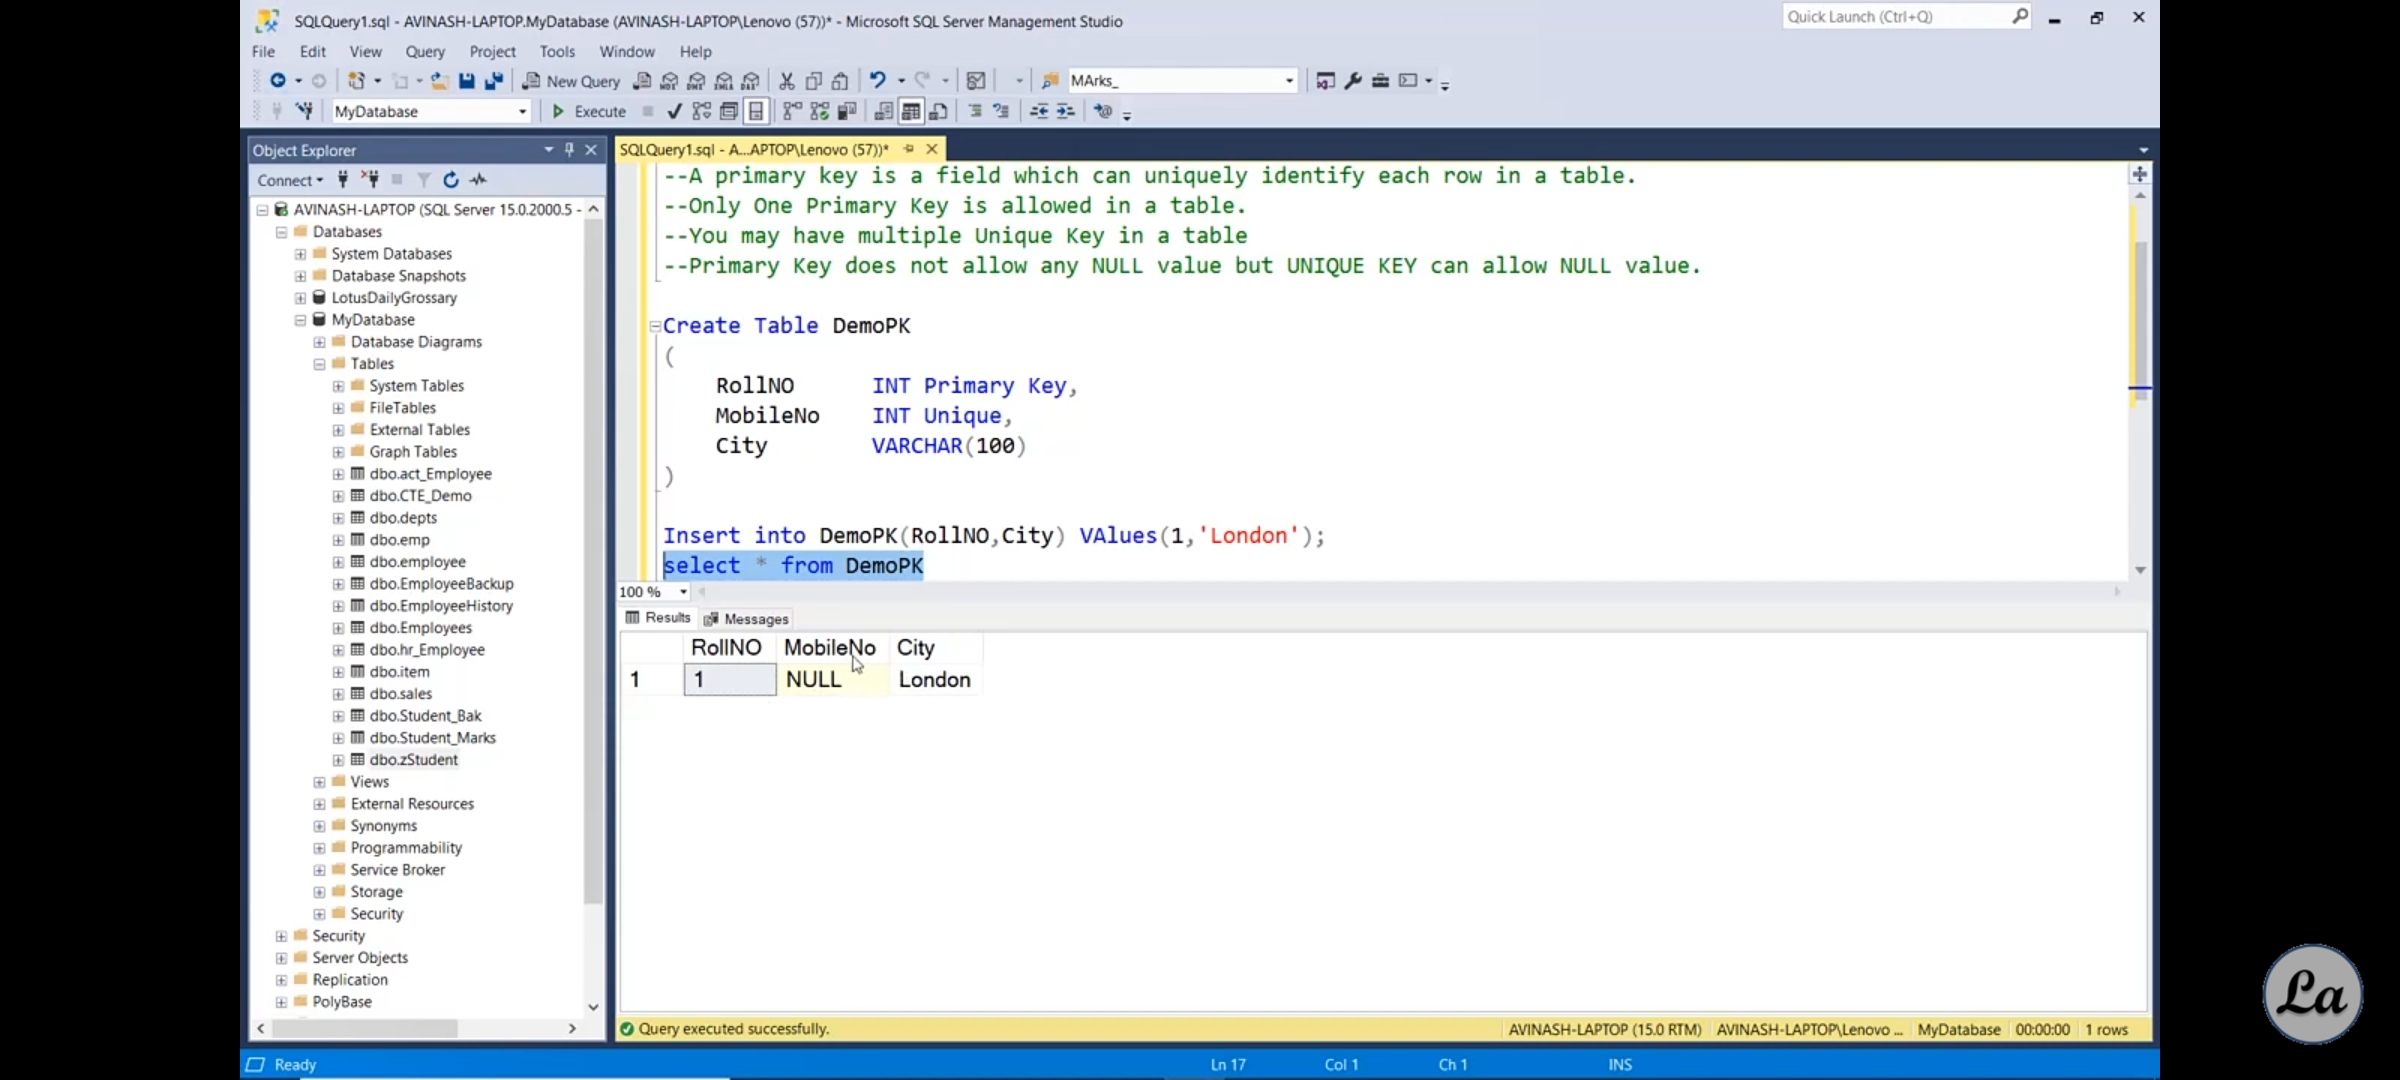 SQLQuery1.sql - AVINASH-LAPTOP.MyDatabase (AVINASH-LAPTOP\Lenovo (57))* - Microsoft SQL Server Management Studio
Quick Launch (Ctrl+Q)
File Edit View Query Project Tools Window Help
New Query MArks_
MyDatabase Execute
Object Explorer
Connect
AVINASH-LAPTOP (SQL Server 15.0.2000.5 -
Databases
System Databases
Database Snapshots
LotusDailyGrossary
MyDatabase
Database Diagrams
Tables
System Tables
FileTables
External Tables
Graph Tables
dbo.act_Employee
dbo.CTE_Demo
dbo.depts
dbo.emp
dbo.employee
dbo.EmployeeBackup
dbo.EmployeeHistory
dbo.Employees
dbo.hr_Employee
dbo.item
dbo.sales
dbo.Student_Bak
dbo.Student_Marks
dbo.zStudent
Views
External Resources
Synonyms
Programmability
Service Broker
Storage
Security
Security
Server Objects
Replication
PolyBase
SQLQuery1.sql - A...APTOP\Lenovo (57))*
--A primary key is a field which can uniquely identify each row in a table.
--Only One Primary Key is allowed in a table.
--You may have multiple Unique Key in a table
--Primary Key does not allow any NULL value but UNIQUE KEY can allow NULL value.
Create Table DemoPK
(
RollNO INT Primary Key,
MobileNo INT Unique,
City VARCHAR(100)
)
Insert into DemoPK(RollNO,City) VAlues(1,'London');
select * from DemoPK
100 %
Results Messages
RollNO MobileNo City
1 1 NULL London
Query executed successfully.
AVINASH-LAPTOP (15.0 RTM) AVINASH-LAPTOP\Lenovo ... MyDatabase 00:00:00 1 rows
Ready Ln 17 Col 1 Ch 1 INS
La